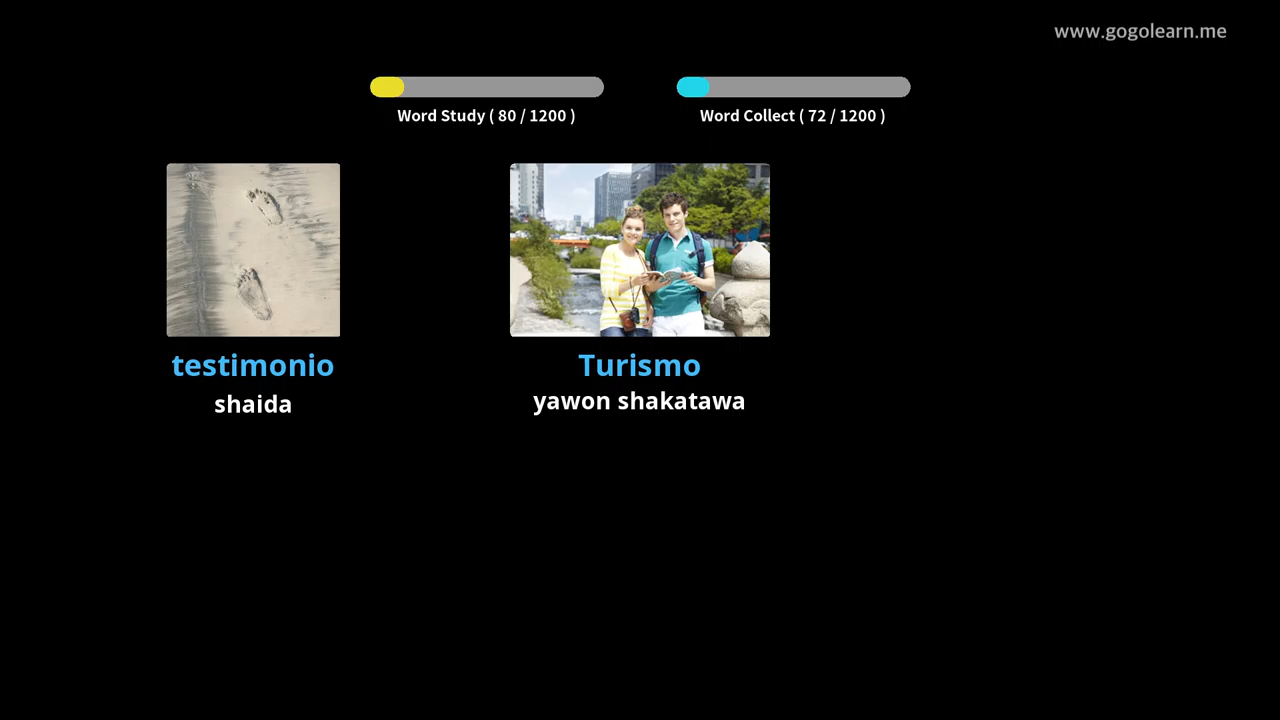 www.gogolearn.me
Word Study ( 80 / 1200 )
Word Collect ( 72 / 1200 )
testimonio
shaida
Turismo
yawon shakatawa